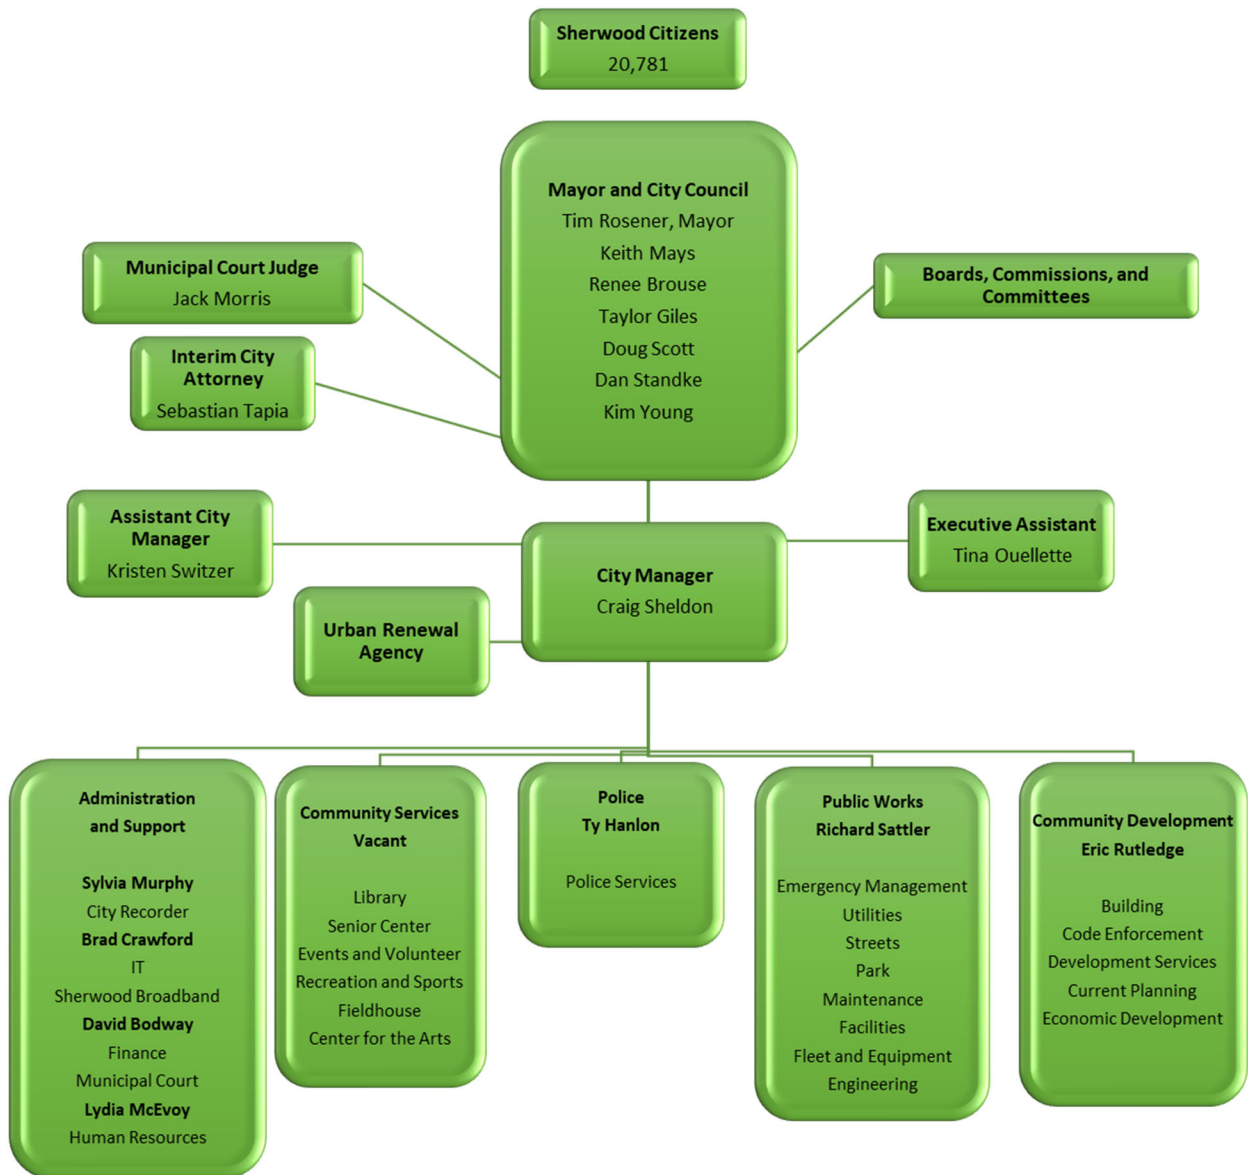 Sherwood Citizens
20,781
Mayor and City Council
Tim Rosener, Mayor
Keith Mays
Renee Brouse
Taylor Giles
Doug Scott
Dan Standke
Kim Young
Municipal Court Judge
Jack Morris
Boards, Commissions, and
Committees
Interim City
Attorney
Sebastian Tapia
Assistant City
Manager
Kristen Switzer
Executive Assistant
Tina Ouellette
City Manager
Craig Sheldon
Urban Renewal
Agency
Administration
and Support
Sylvia Murphy
City Recorder
Brad Crawford
IT
Sherwood Broadband
David Bodway
Finance
Municipal Court
Lydia McEvoy
Human Resources
Community Services
Vacant
Library
Senior Center
Events and Volunteer
Recreation and Sports
Fieldhouse
Center for the Arts
Police
Ty Hanlon
Police Services
Public Works
Richard Sattler
Emergency Management
Utilities
Streets
Park
Maintenance
Facilities
Fleet and Equipment
Engineering
Community Development
Eric Rutledge
Building
Code Enforcement
Development Services
Current Planning
Economic Development